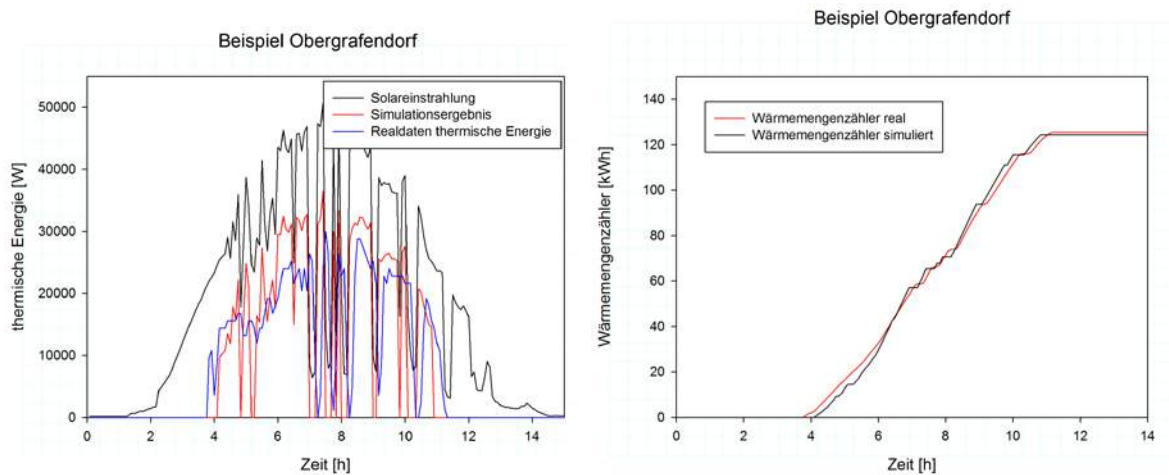 Beispiel Obergrafendorf
thermische Energie [W]
50000
40000
30000
20000
10000
0
Solareinstrahlung
Simulationsergebnis
Realdaten thermische Energie
0 2 4 6 8 10 12 14
Zeit [h]
Beispiel Obergrafendorf
Wärmemengenzähler [kWh]
140
120
100
80
60
40
20
0
Wärmemengenzähler real
Wärmemengenzähler simuliert
0 2 4 6 8 10 12 14
Zeit [h]